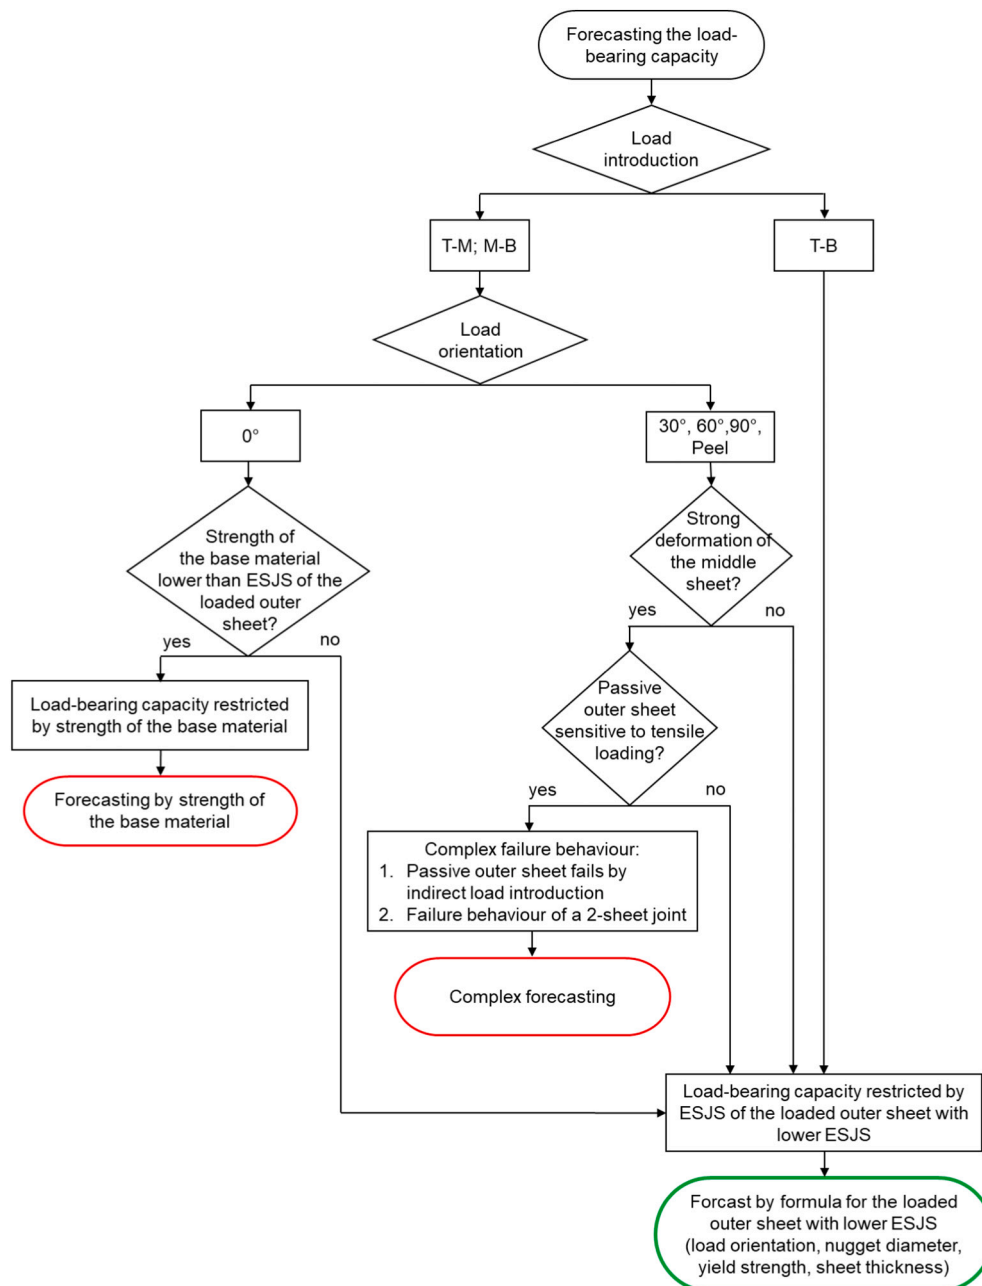 Forecasting the load-
bearing capacity
Load
introduction
T-M; M-B
T-B
Load
orientation
0°
30°, 60°,90°,
Peel
Strength of
the base material
lower than ESJS of the
loaded outer
sheet?
Strong
deformation of
the middle
sheet?
yes
no
yes
no
Load-bearing capacity restricted
by strength of the base material
Passive
outer sheet
sensitive to tensile
loading?
Forecasting by strength of
the base material
yes
no
Complex failure behaviour:
1. Passive outer sheet fails by
indirect load introduction
2. Failure behaviour of a 2-sheet joint
Complex forecasting
Load-bearing capacity restricted by
ESJS of the loaded outer sheet with
lower ESJS
Forcast by formula for the loaded
outer sheet with lower ESJS
(load orientation, nugget diameter,
yield strength, sheet thickness)